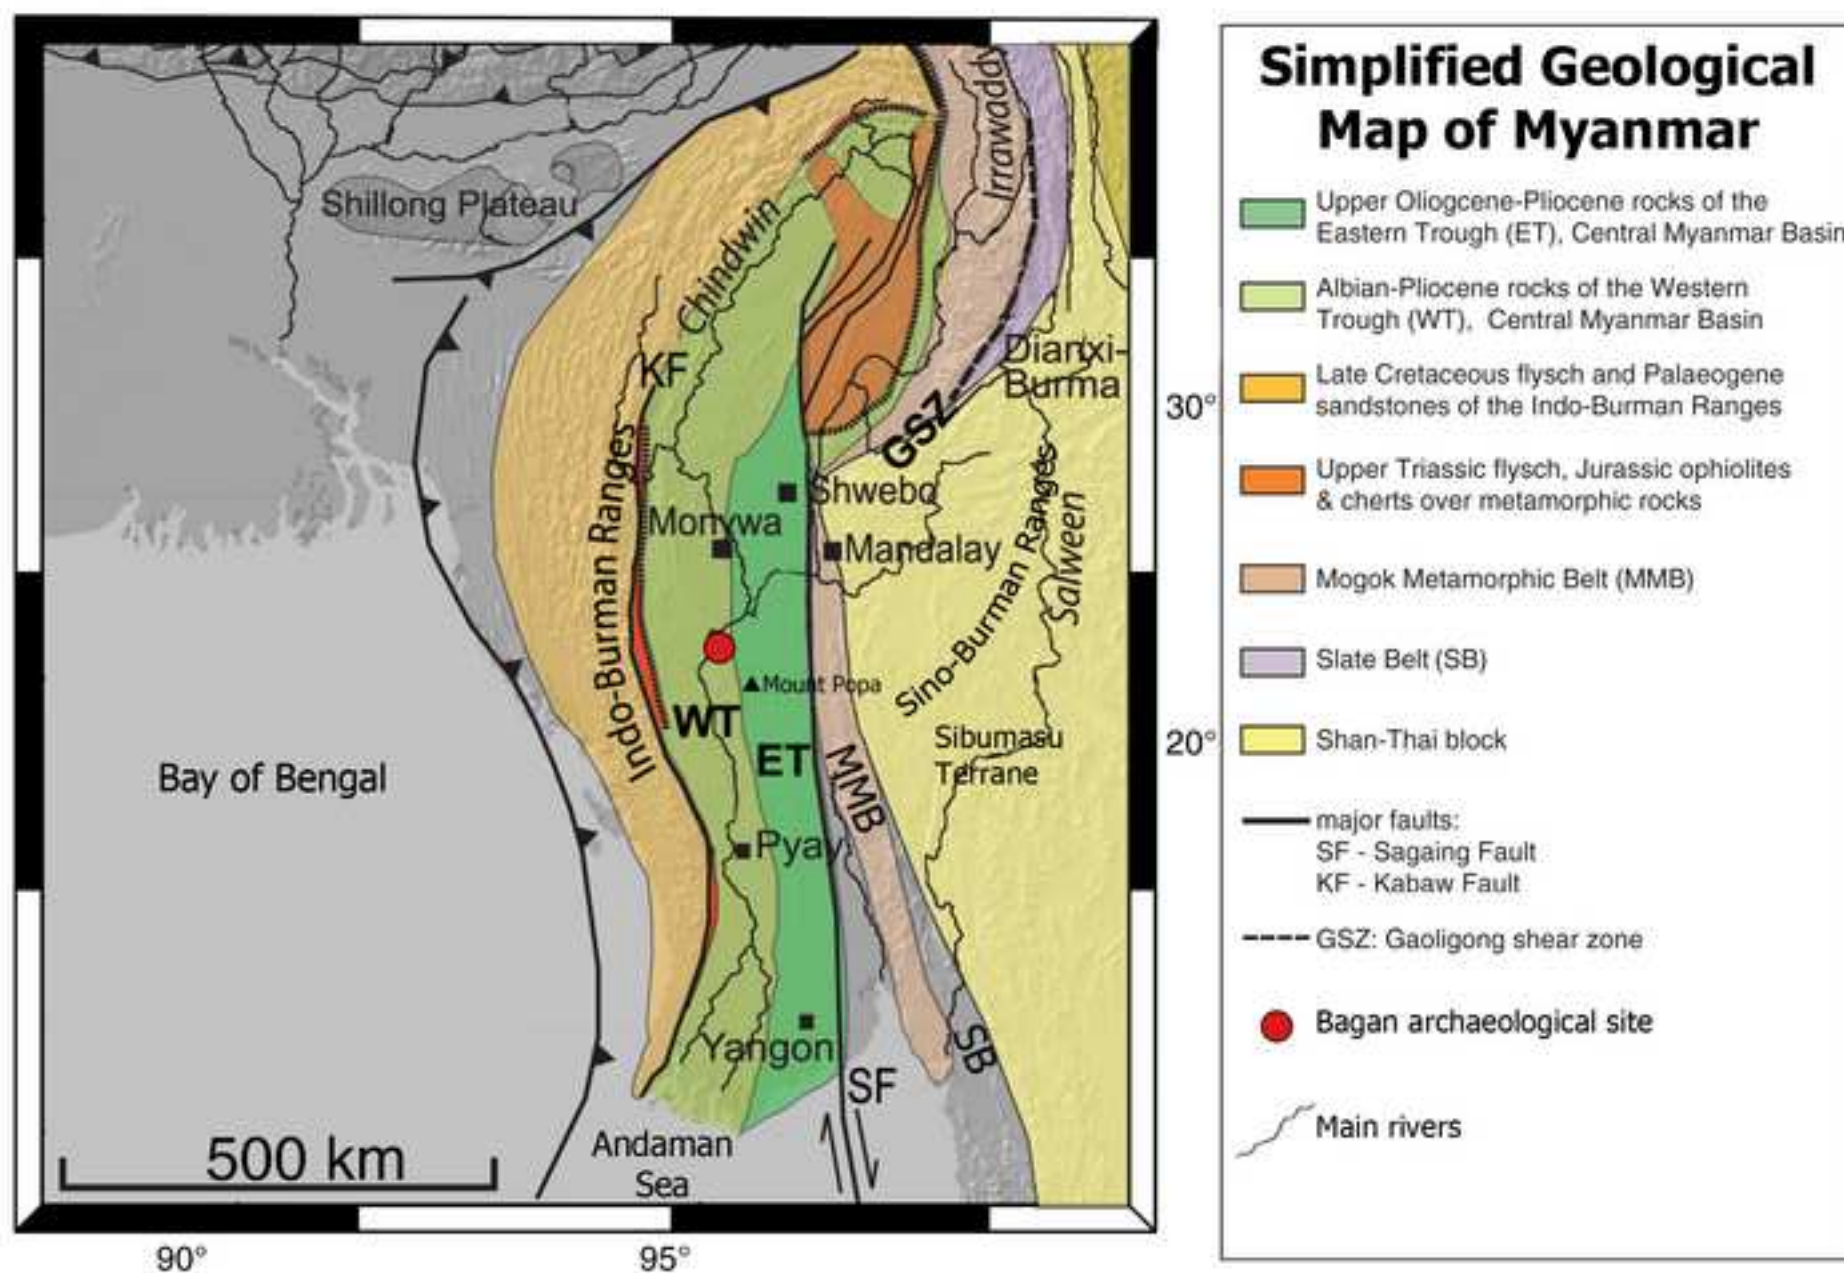 Simplified Geological
Map of Myanmar
Upper Oliogcene-Pliocene rocks of the
Eastern Trough (ET), Central Myanmar Basin
Albian-Pliocene rocks of the Western
Trough (WT), Central Myanmar Basin
Late Cretaceous flysch and Palaeogene
sandstones of the Indo-Burman Ranges
Upper Triassic flysch, Jurassic ophiolites
& cherts over metamorphic rocks
Mogok Metamorphic Belt (MMB)
Slate Belt (SB)
Shan-Thai block
major faults:
SF - Sagaing Fault
KF - Kabaw Fault
GSZ: Gaoligong shear zone
Bagan archaeological site
Main rivers
Irrawaddy
Shillong Plateau
Chindwin
KF
Dianxi-
Burma
30°
GSZ
Indo-Burman Ranges
Shwebo
Monywa
Mandalay
Sino-Burman Ranges
Salween
Mount Popa
WT
ET
MMB
Sibumasu
Terrane
20°
Bay of Bengal
Pyay
Yangon
SB
SF
Andaman
Sea
500 km
90°
95°